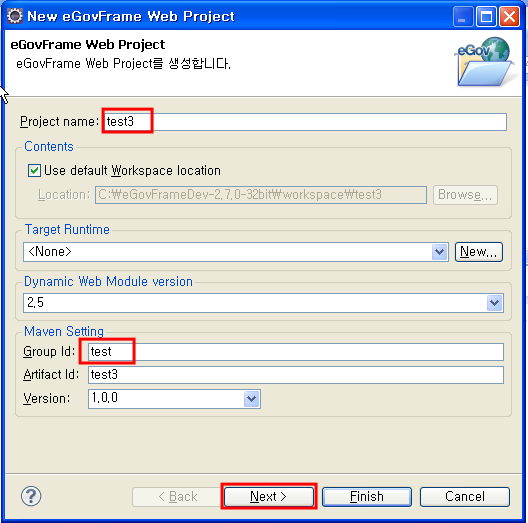 New eGovFrame Web Project
eGovFrame Web Project
eGovFrame Web Project를 생성합니다.
eGov
Project name: test3
Contents
Use default Workspace location
Location: C:\eGovFrameDev-2.7.0-32bit\workspace\test3 Browse...
Target Runtime
<None> New...
Dynamic Web Module version
2.5
Maven Setting
Group Id: test
Artifact Id: test3
Version: 1.0.0
? < Back Next > Finish Cancel